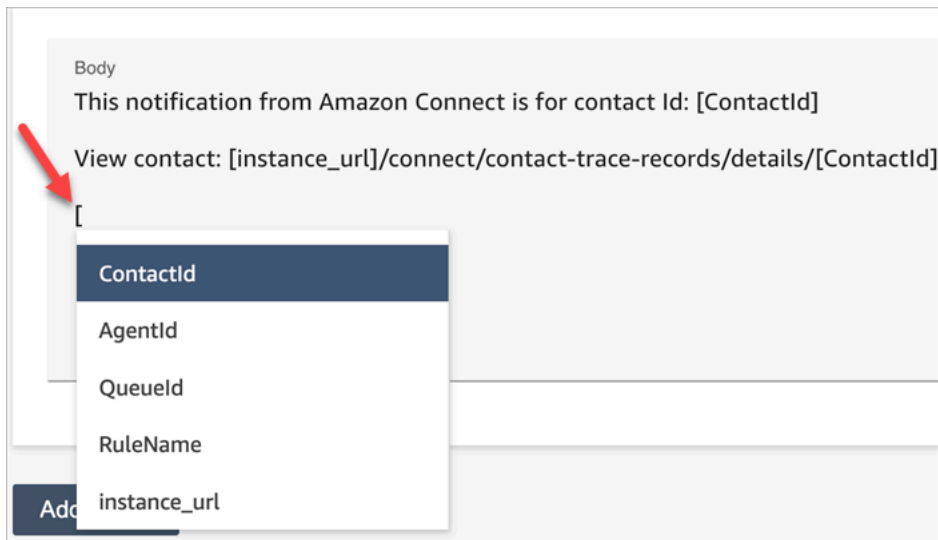 Body
This notification from Amazon Connect is for contact Id: [ContactId]
View contact: [instance_url]/connect/contact-trace-records/details/[ContactId]
[
ContactId
AgentId
QueueId
RuleName
instance_url